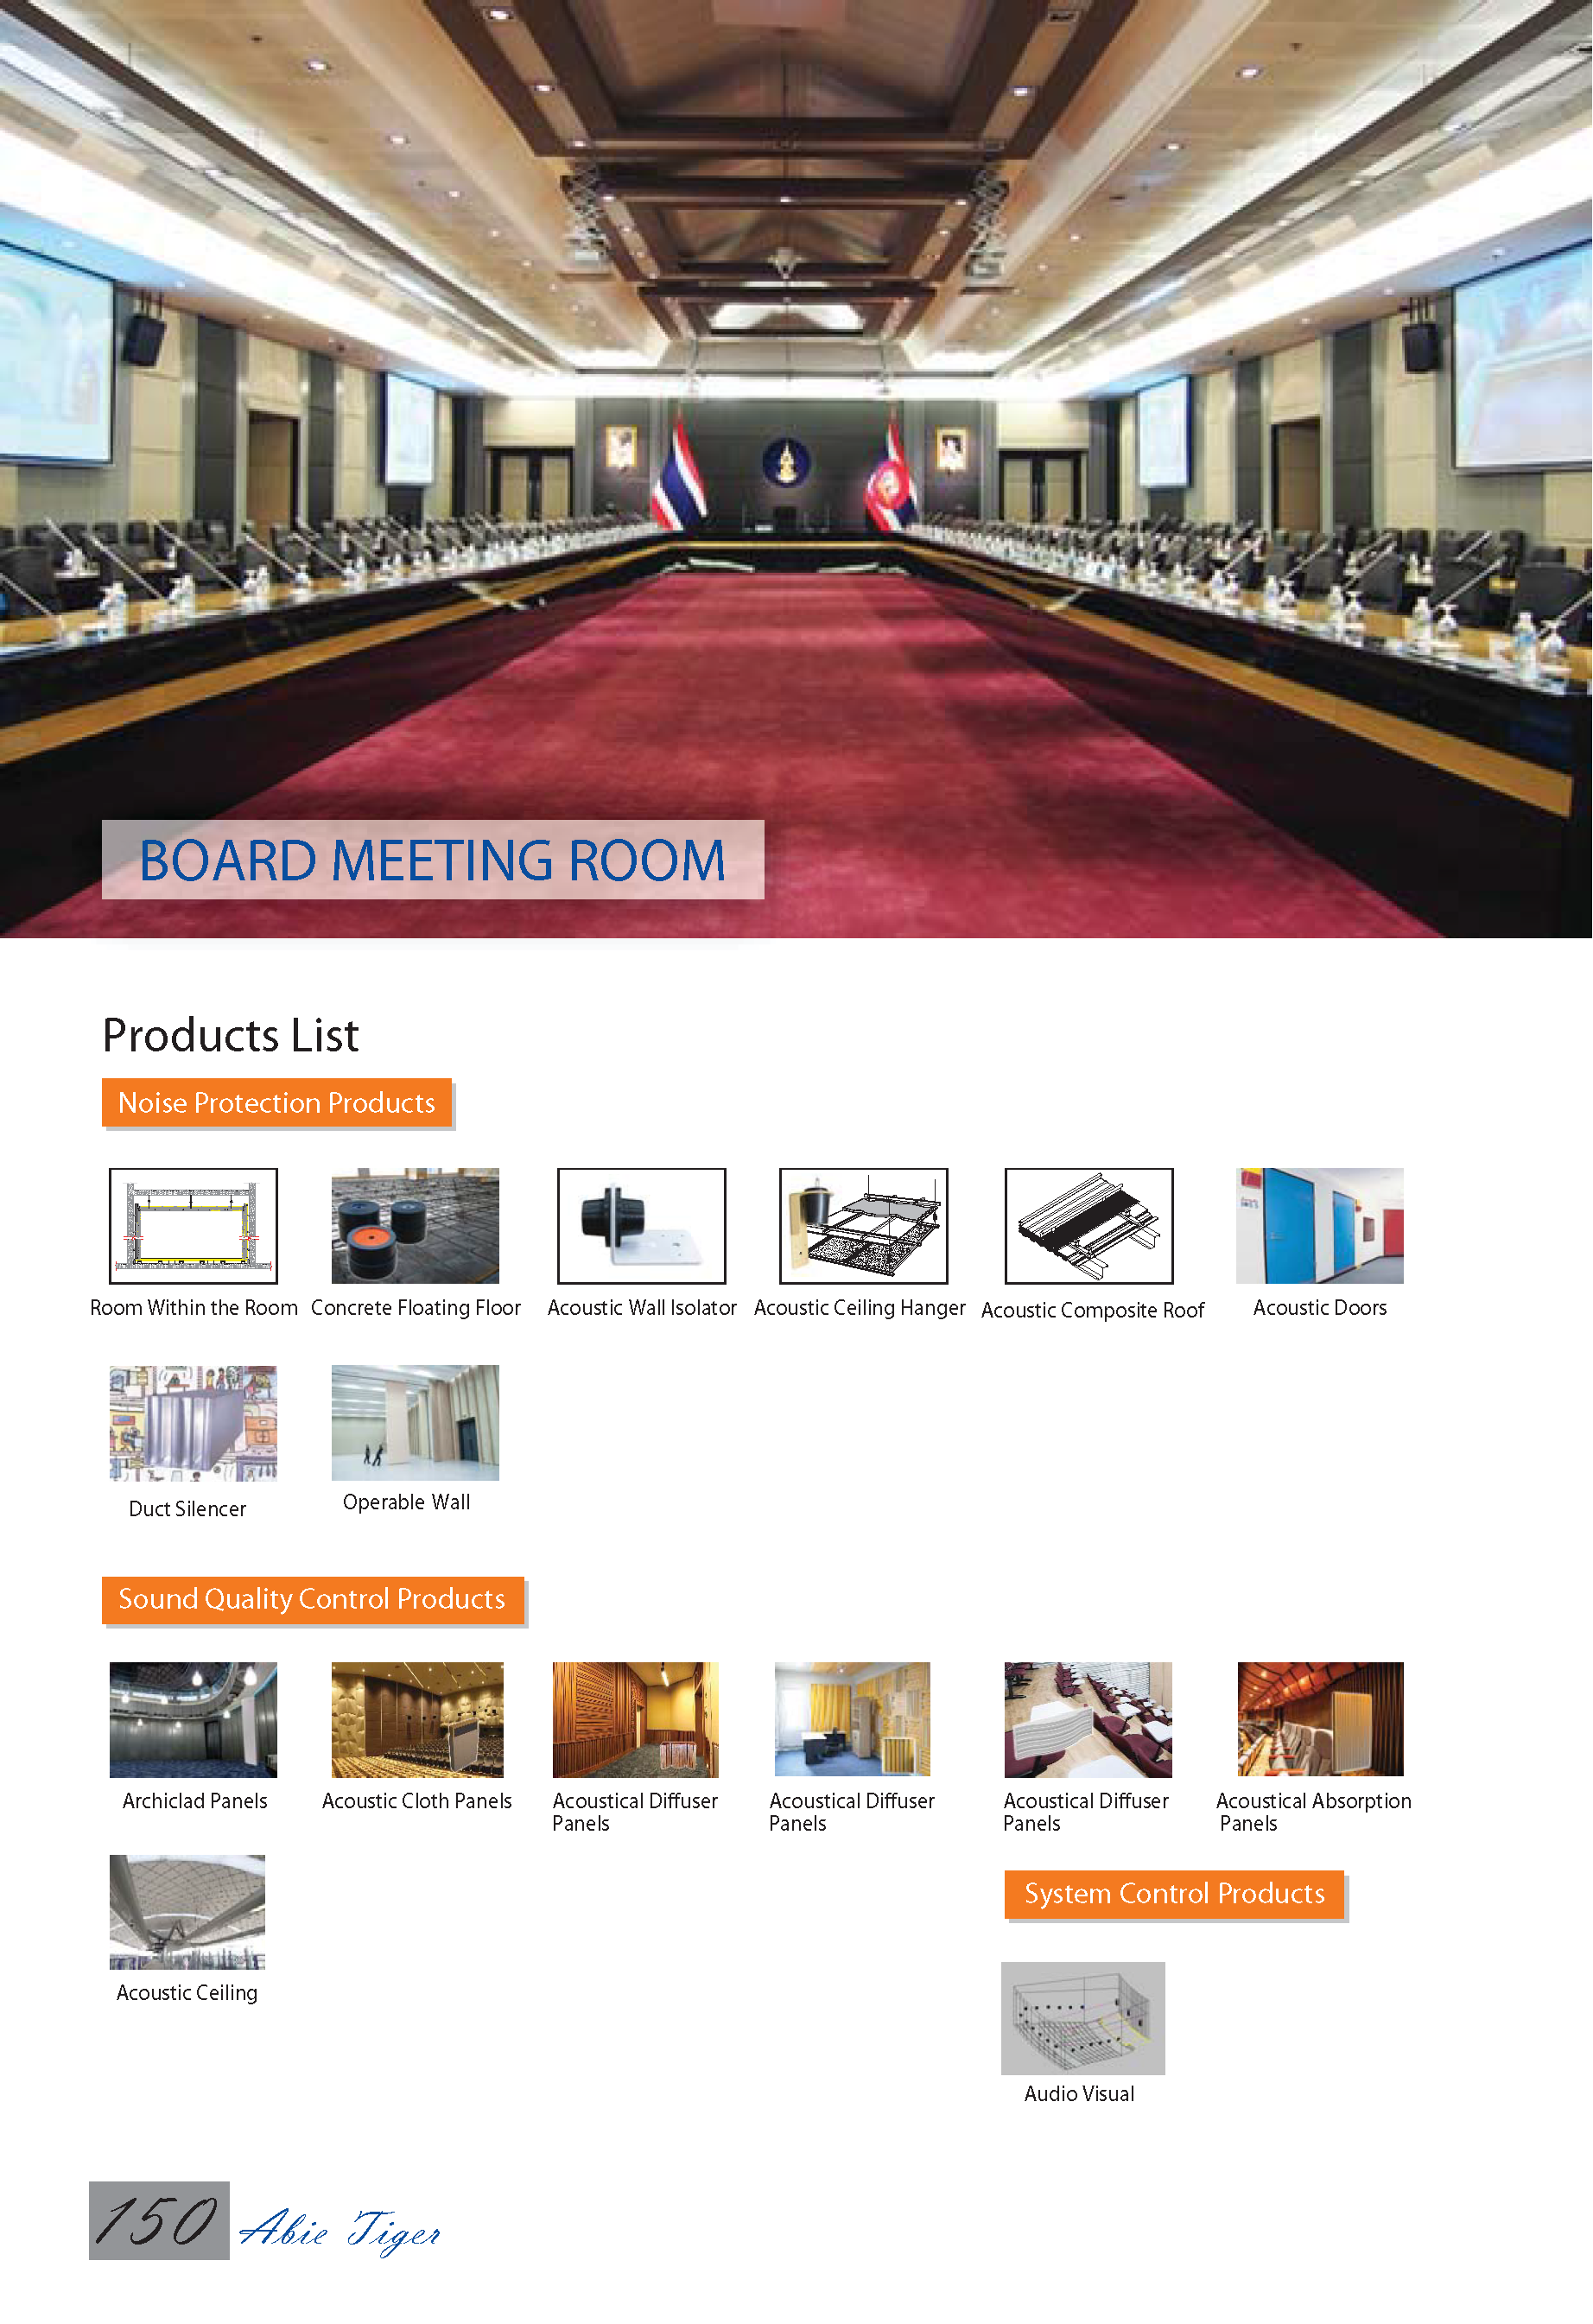 BOARD MEETING ROOM
Products List
Noise Protection Products
Room Within the Room
Concrete Floating Floor
Acoustic Wall Isolator
Acoustic Ceiling Hanger
Acoustic Composite Roof
Acoustic Doors
Duct Silencer
Operable Wall
Sound Quality Control Products
Archiclad Panels
Acoustic Cloth Panels
Acoustical Diffuser
Panels
Acoustical Diffuser
Panels
Acoustical Diffuser
Panels
Acoustical Absorption
Panels
Acoustic Ceiling
System Control Products
Audio Visual
150 Abie Tiger